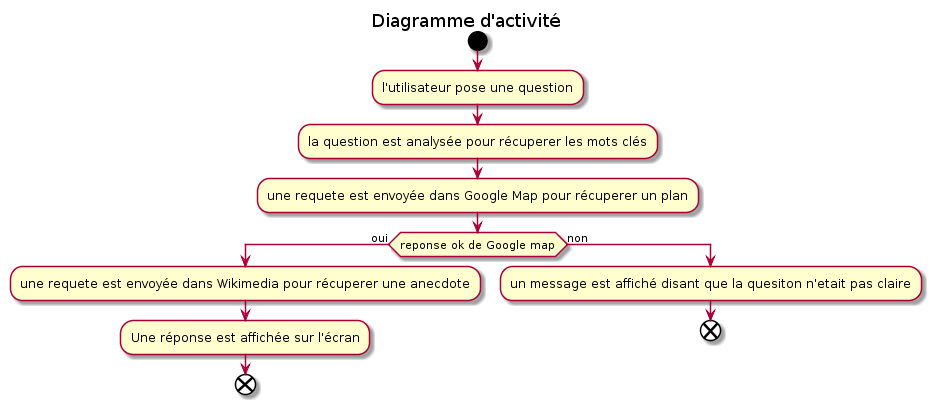 Diagramme d'activité
l'utilisateur pose une question
la question est analysée pour récuperer les mots clés
une requete est envoyée dans Google Map pour récuperer un plan
oui
reponse ok de Google map
non
une requete est envoyée dans Wikimedia pour récuperer une anecdote
un message est affiché disant que la quesiton n'etait pas claire
Une réponse est affichée sur l'écran